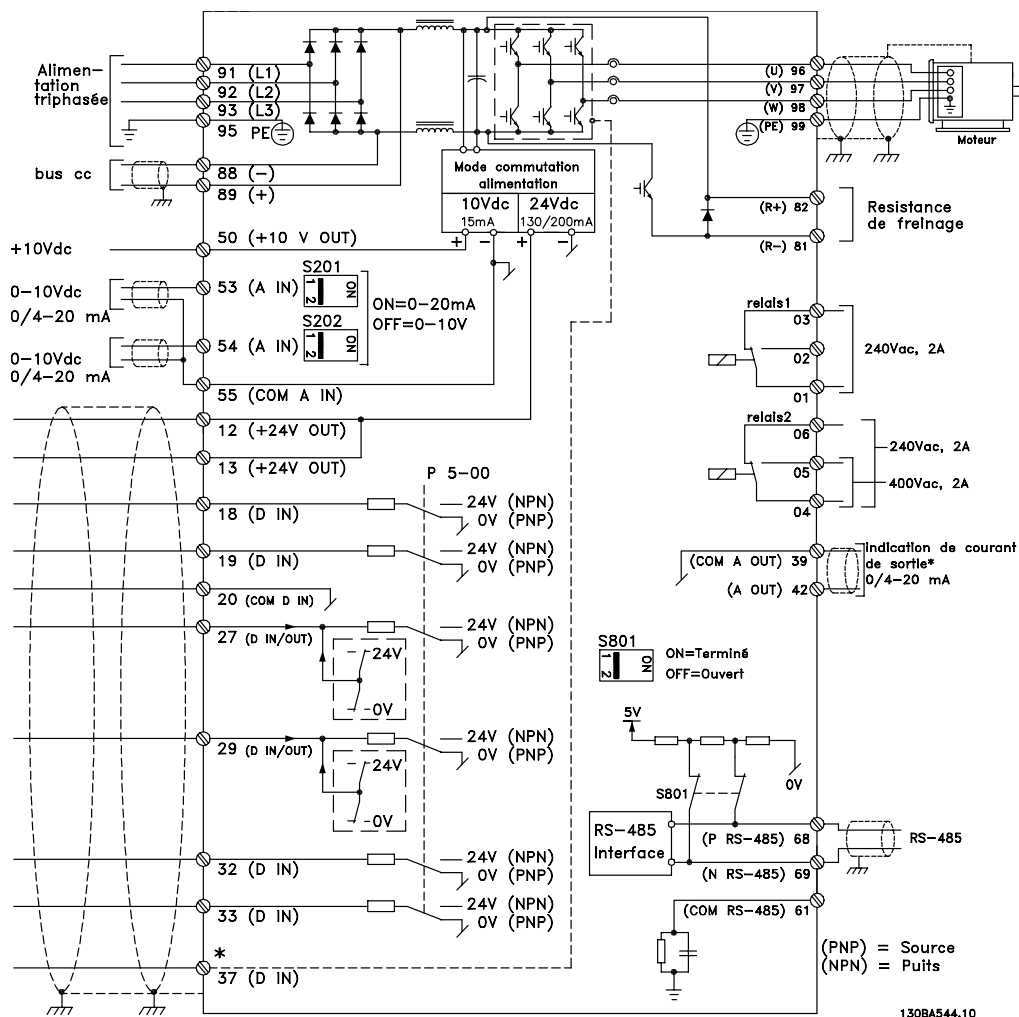 Alimen-
tation
triphasée
91 (L1)
92 (L2)
93 (L3)
95 PE
bus cc
88 (-)
89 (+)
+10Vdc
50 (+10 V OUT)
0-10Vdc
0/4-20 mA
53 (A IN)
S201
ON
1 2
ON=0-20mA
OFF=0-10V
S202
ON
1 2
0-10Vdc
0/4-20 mA
54 (A IN)
55 (COM A IN)
12 (+24V OUT)
13 (+24V OUT)
P 5-00
18 (D IN)
24V (NPN)
0V (PNP)
19 (D IN)
24V (NPN)
0V (PNP)
20 (COM D IN)
27 (D IN/OUT)
24V (NPN)
0V (PNP)
24V
0V
29 (D IN/OUT)
24V (NPN)
0V (PNP)
24V
0V
32 (D IN)
24V (NPN)
0V (PNP)
33 (D IN)
24V (NPN)
0V (PNP)
*
37 (D IN)
Mode commutation
alimentation
10Vdc
15mA
24Vdc
130/200mA
+ - + -
(U) 96
(V) 97
(W) 98
(PE) 99
Moteur
(R+) 82
(R-) 81
Resistance
de freinage
relais1
03
02
01
240Vac, 2A
relais2
06
05
04
240Vac, 2A
400Vac, 2A
(COM A OUT) 39
(A OUT) 42
indication de courant
de sortie*
0/4-20 mA
S801
ON
1 2
ON=Terminé
OFF=Ouvert
5V
S801
0V
RS-485
Interface
(P RS-485) 68
(N RS-485) 69
RS-485
(COM RS-485) 61
(PNP) = Source
(NPN) = Puits
130BA544.10